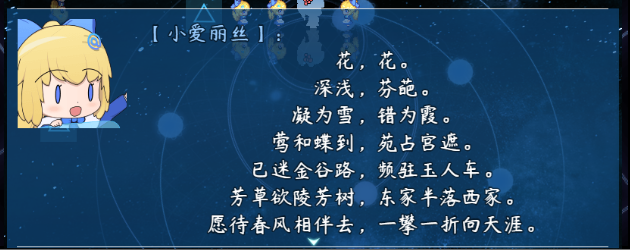 【小爱丽丝】：
花，花。
深浅，芬葩。
凝为雪，错为霞。
莺和蝶到，苑占宫遮。
已迷金谷路，频驻玉人车。
芳草欲陵芳树，东家半落西家。
愿待春风相伴去，一攀一折向天涯。